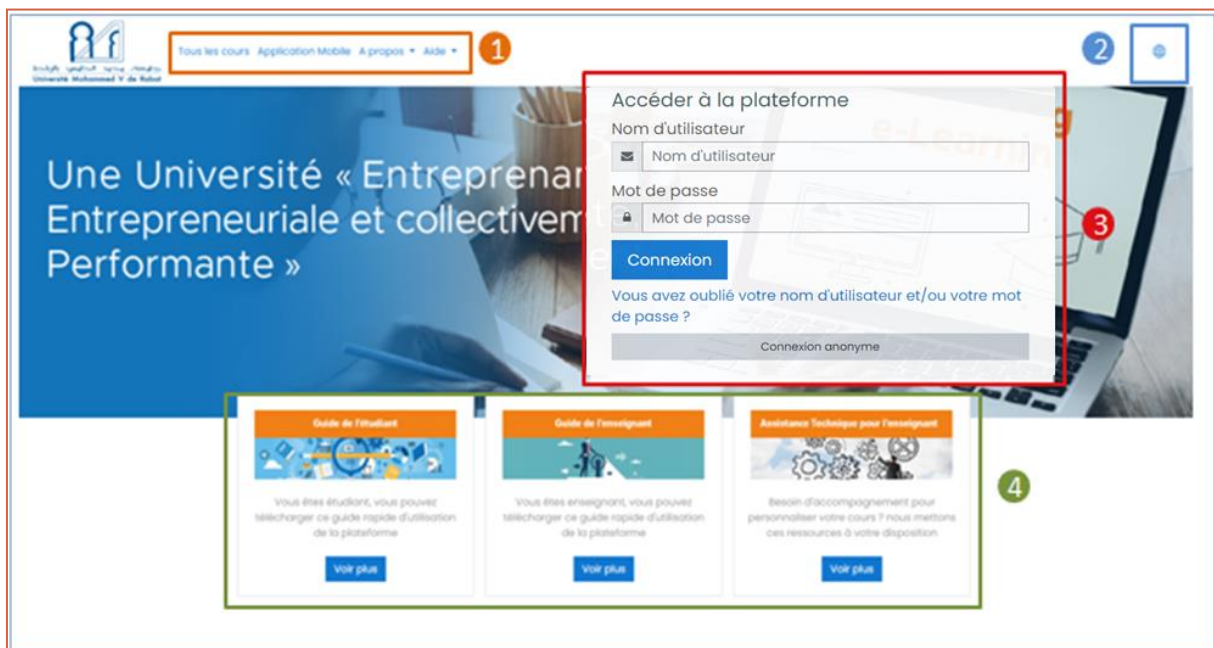 Université Mohammed V de Rabat
Tous les cours Application Mobile A propos Aide
1
2
Accéder à la plateforme
Nom d'utilisateur
Nom d'utilisateur
Mot de passe
Mot de passe
Connexion
Vous avez oublié votre nom d'utilisateur et/ou votre mot
de passe ?
Connexion anonyme
3
e-Learning
Une Université « Entreprenan
Entrepreneuriale et collectivem
Performante »
Guide de l'étudiant
Vous êtes étudiant, vous pouvez
télécharger ce guide rapide d'utilisation
de la plateforme
Voir plus
Guide de l'enseignant
Vous êtes enseignant, vous pouvez
télécharger ce guide rapide d'utilisation
de la plateforme
Voir plus
Assistance Technique pour l'enseignant
Besoin d'accompagnement pour
personnaliser votre cours ? nous mettons
ces ressources à votre disposition
Voir plus
4